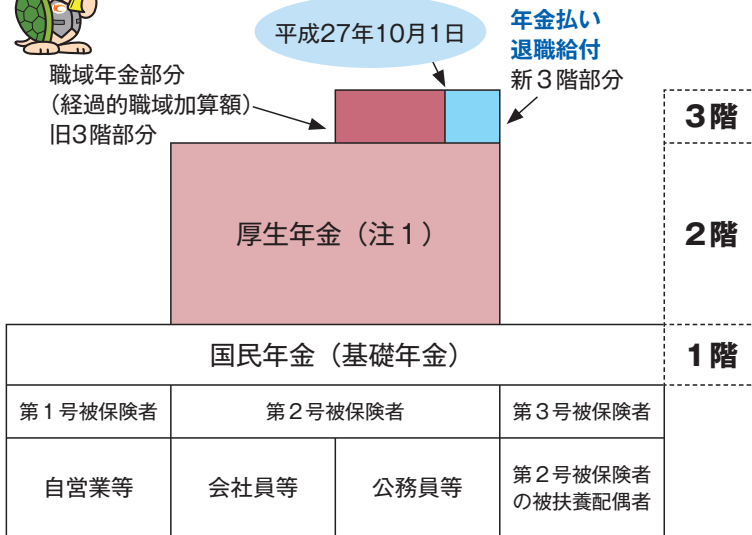 平成27年10月1日
年金払い
退職給付
新３階部分
職域年金部分
（経過的職域加算額）
旧3階部分
3階
厚生年金（注１）
2階
国民年金（基礎年金）
1階
第１号被保険者
第２号被保険者
第３号被保険者
自営業等
会社員等
公務員等
第２号被保険者
の被扶養配偶者